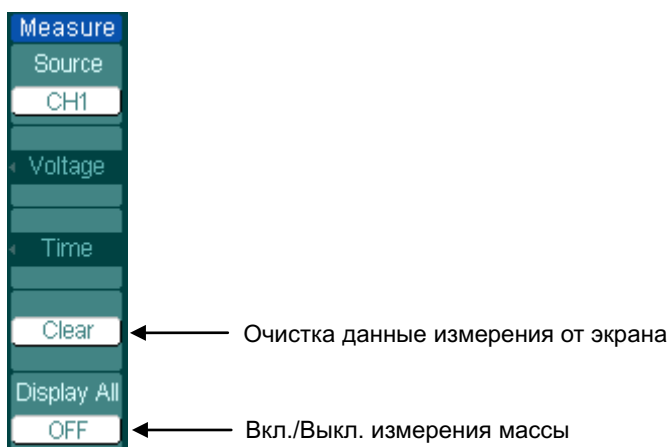 Measure
Source
CH1
Voltage
Time
Clear
Очистка данные измерения от экрана
Display All
OFF
Вкл./Выкл. измерения массы